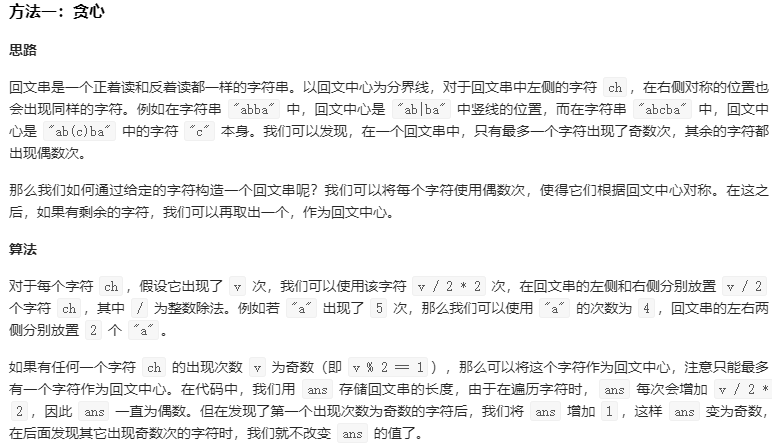 方法一：贪心
思路
回文串是一个正着读和反着读都一样的字符串。以回文中心为分界线，对于回文串中左侧的字符 ch ，在右侧对称的位置也
会出现同样的字符。例如在字符串 "abba" 中，回文中心是 "ab|ba" 中竖线的位置，而在字符串 "abcba" 中，回文中
心是 "ab(c)ba" 中的字符 "c" 本身。我们可以发现，在一个回文串中，只有最多一个字符出现了奇数次，其余的字符都
出现偶数次。
那么我们如何通过给定的字符构造一个回文串呢？我们可以将每个字符使用偶数次，使得它们根据回文中心对称。在这之
后，如果有剩余的字符，我们可以再取出一个，作为回文中心。
算法
对于每个字符 ch ，假设它出现了 v 次，我们可以使用该字符 v / 2 * 2 次，在回文串的左侧和右侧分别放置 v / 2
个字符 ch ，其中 / 为整数除法。例如若 "a" 出现了 5 次，那么我们可以使用 "a" 的次数为 4 ，回文串的左右两
侧分别放置 2 个 "a" 。
如果有任何一个字符 ch 的出现次数 v 为奇数（即 v % 2 == 1 ），那么可以将这个字符作为回文中心，注意只能最多
有一个字符作为回文中心。在代码中，我们用 ans 存储回文串的长度，由于在遍历字符时， ans 每次会增加 v / 2 *
2 ，因此 ans 一直为偶数。但在发现了第一个出现次数为奇数的字符后，我们将 ans 增加 1 ，这样 ans 变为奇数，
在后面发现其它出现奇数次的字符时，我们就不改变 ans 的值了。